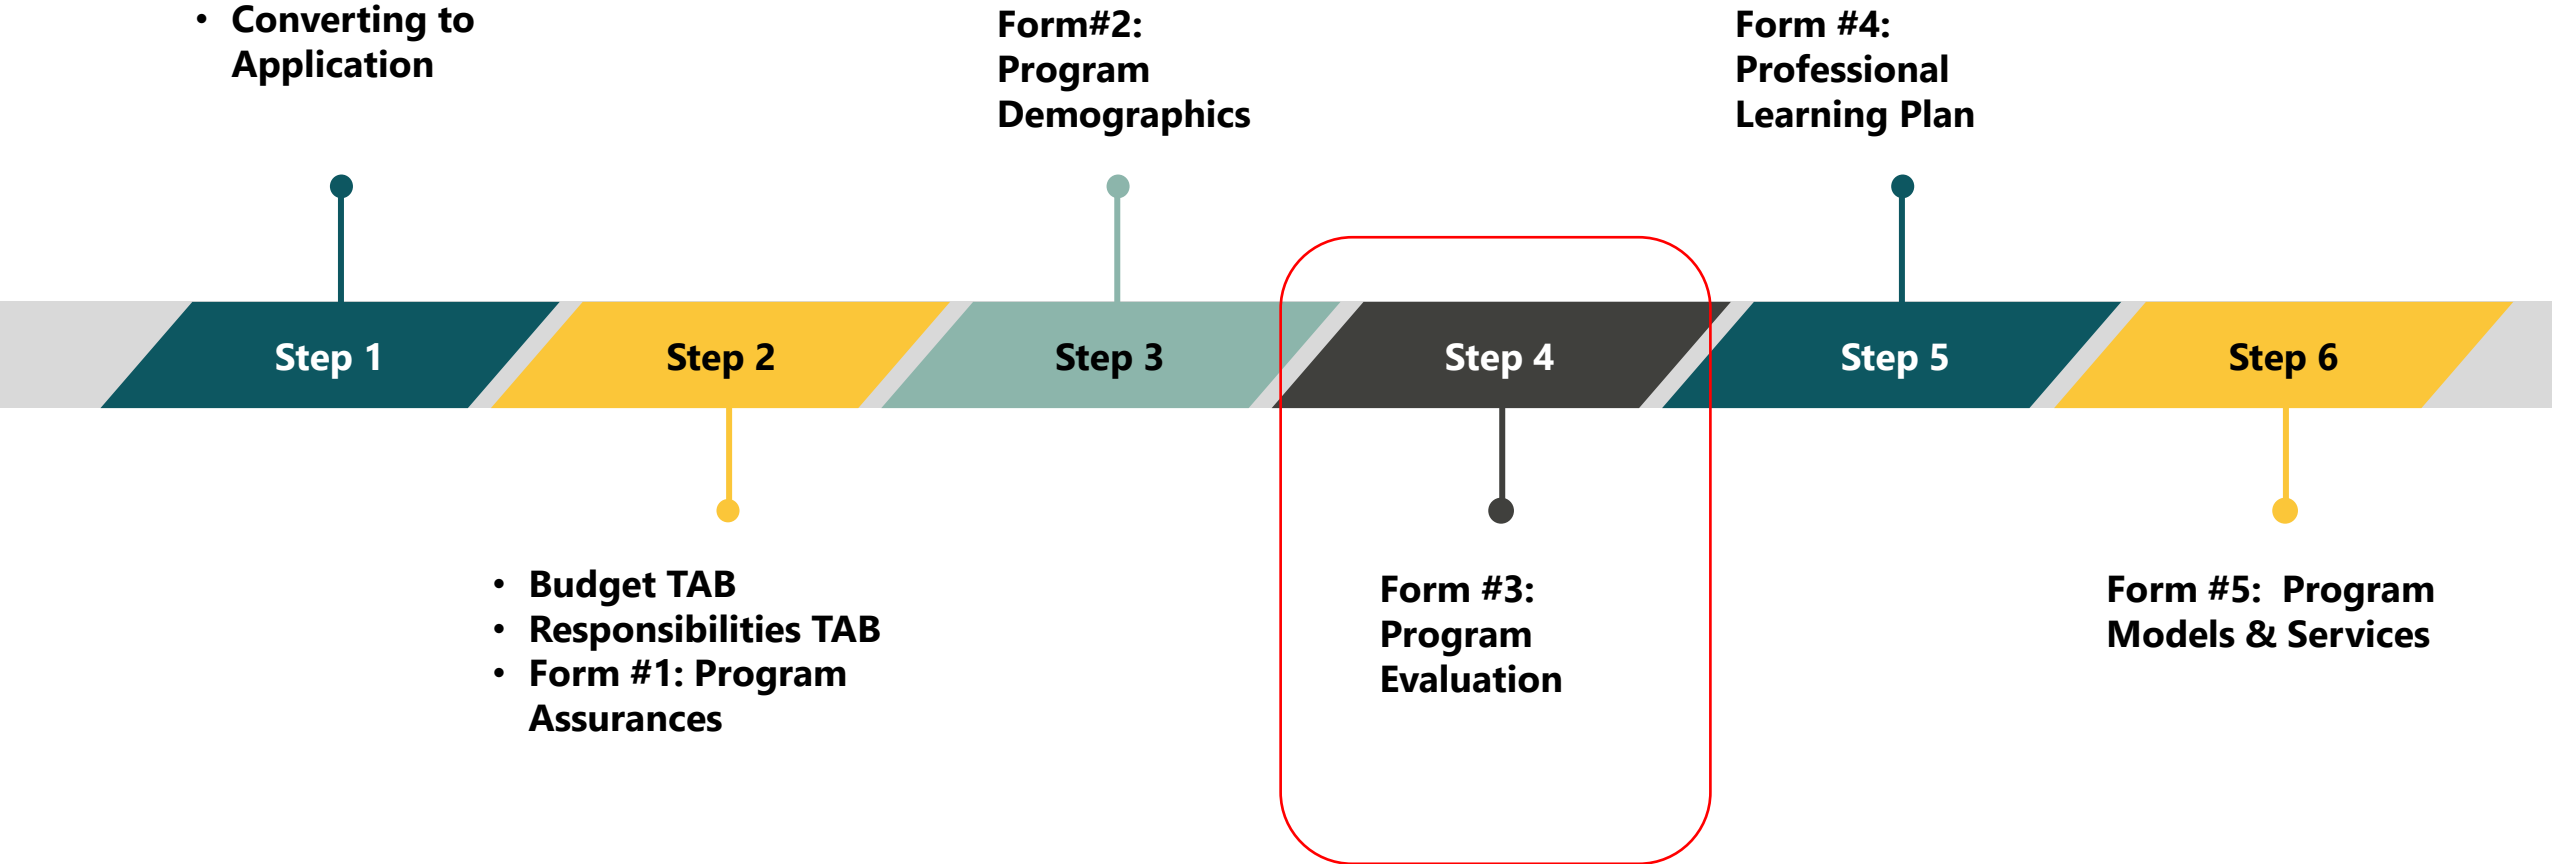 • Converting to
Application
Form#2:
Program
Demographics
Form #4:
Professional
Learning Plan
Step 1
Step 2
Step 3
Step 4
Step 5
Step 6
• Budget TAB
• Responsibilities TAB
• Form #1: Program
Assurances
Form #3:
Program
Evaluation
Form #5:  Program
Models & Services